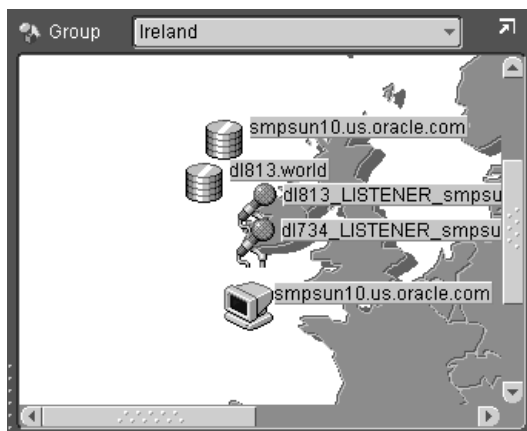 Group
Ireland
smpsun10.us.oracle.com
dl813.world
dl813_LISTENER_smpsu
dl734_LISTENER_smpsu
smpsun10.us.oracle.com